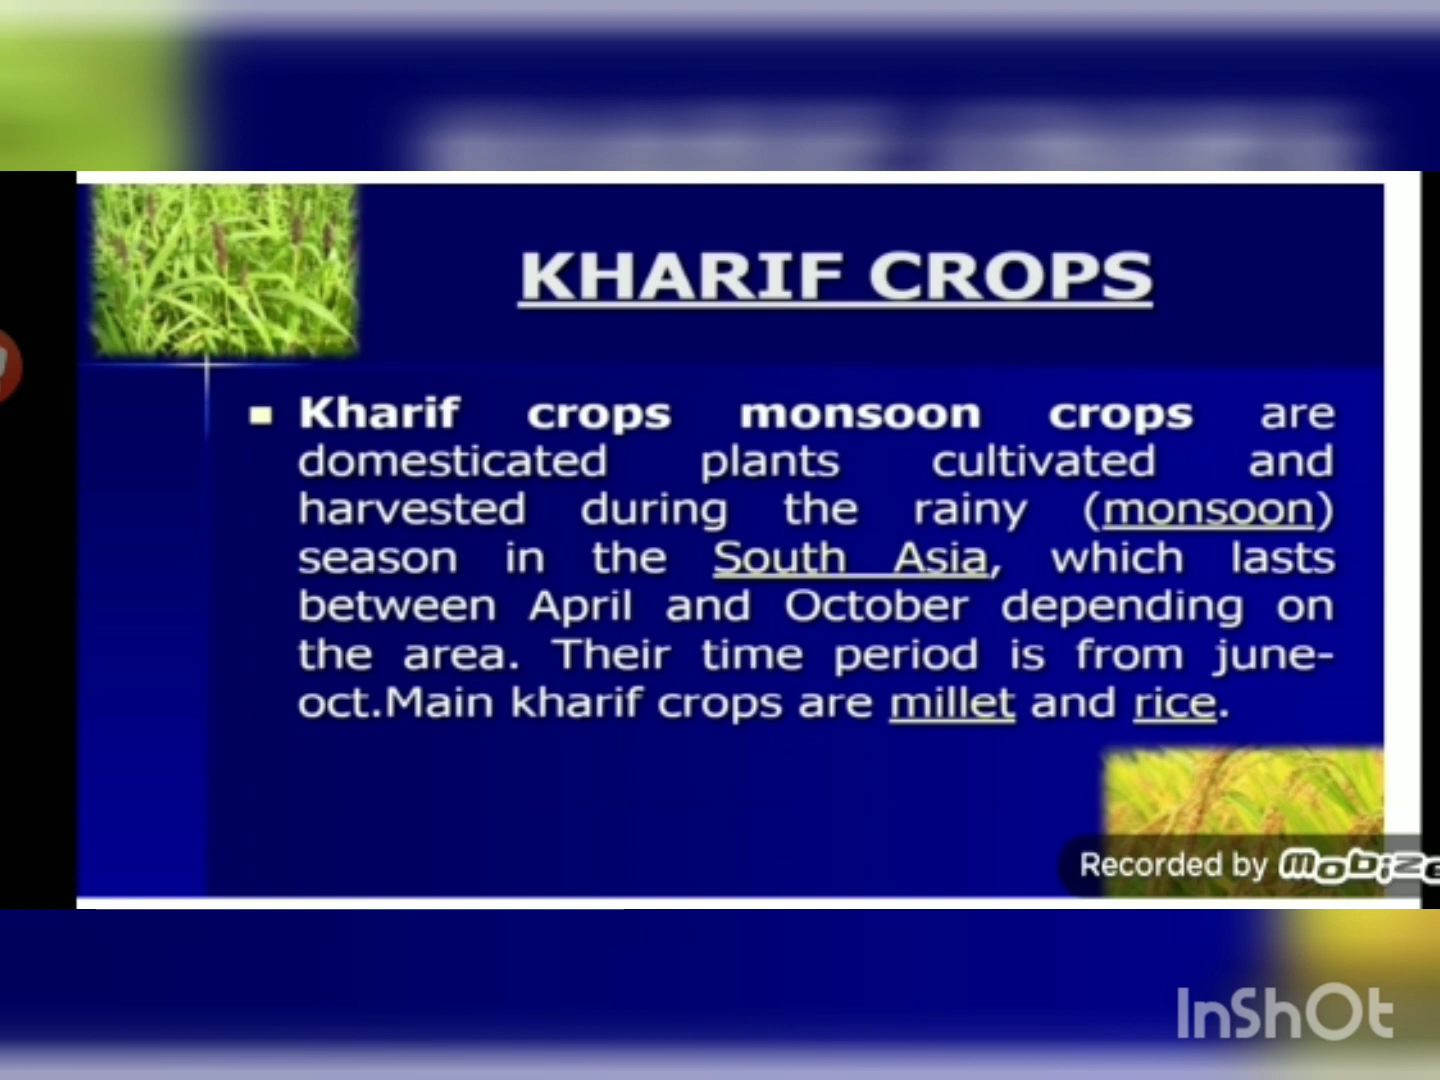 KHARIF CROPS
Kharif crops monsoon crops are
domesticated plants cultivated and
harvested during the rainy (monsoon)
season in the South Asia, which lasts
between April and October depending on
the area. Their time period is from june-
oct.Main kharif crops are millet and rice.
Recorded by
InShOt